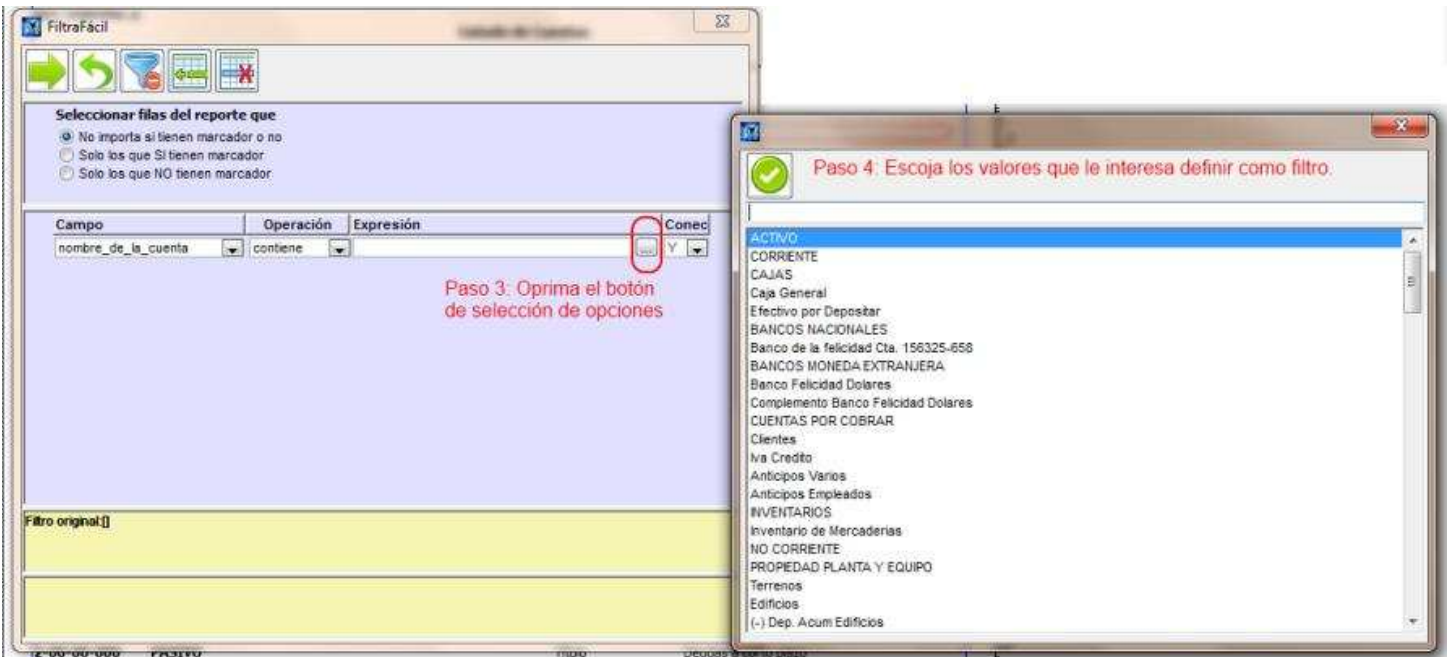 FiltraFácil
Seleccionar filas del reporte que
No importa si tienen marcador o no
Solo los que SI tienen marcador
Solo los que NO tienen marcador
Campo Operación Expresión Conec
nombre_de_la_cuenta contiene ... Y
Paso 3: Oprima el botón
de selección de opciones
Filtro original:[]
Paso 4: Escoja los valores que le interesa definir como filtro.
ACTIVO
CORRIENTE
CAJAS
Caja General
Efectivo por Depositar
BANCOS NACIONALES
Banco de la felicidad Cta. 156325-658
BANCOS MONEDA EXTRANJERA
Banco Felicidad Dolares
Complemento Banco Felicidad Dolares
CUENTAS POR COBRAR
Clientes
Iva Credito
Anticipos Varios
Anticipos Empleados
INVENTARIOS
Inventario de Mercaderias
NO CORRIENTE
PROPIEDAD PLANTA Y EQUIPO
Terrenos
Edificios
(-) Dep. Acum Edificios